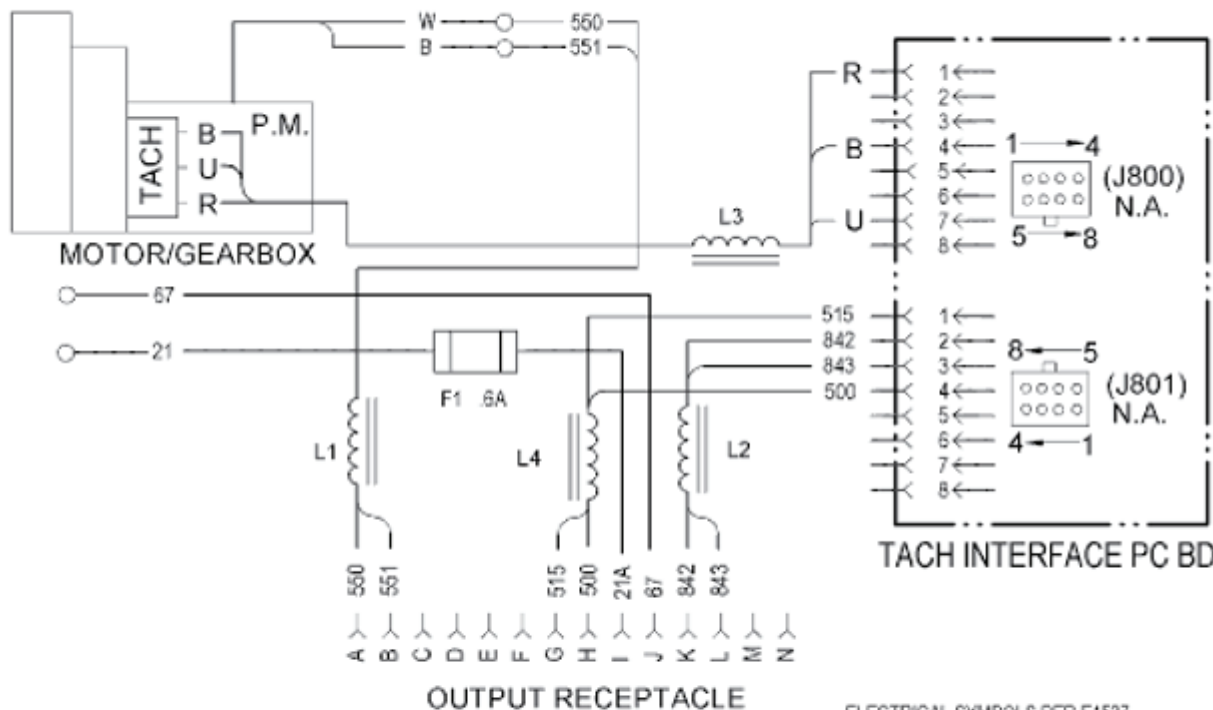 W 550
B 551
P.M.
TACH
B
U
R
MOTOR/GEARBOX
67
21
F1 .6A
L1
L4
L2
L3
R
B
U
1
2
3
4
5
6
7
8
1 4
(J800)
N.A.
5 8
515 1
842 2
843 3
500 4
5
6
7
8
8 5
(J801)
N.A.
4 1
TACH INTERFACE PC BD
550 551 515 500 21A 67 842 843
A B C D E F G H I J K L M N
OUTPUT RECEPTACLE